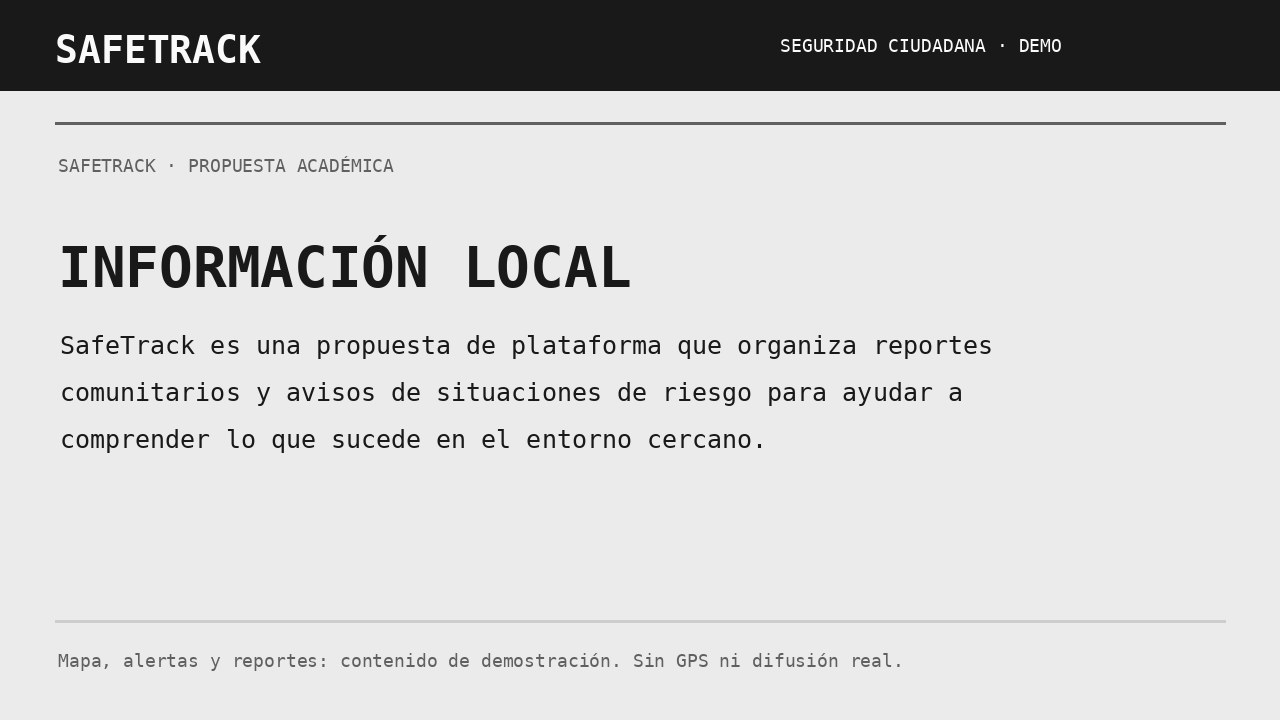 SAFETRACK
SEGURIDAD CIUDADANA · DEMO
SAFETRACK · PROPUESTA ACADÉMICA
INFORMACIÓN LOCAL
SafeTrack es una propuesta de plataforma que organiza reportes
comunitarios y avisos de situaciones de riesgo para ayudar a
comprender lo que sucede en el entorno cercano.
Mapa, alertas y reportes: contenido de demostración. Sin GPS ni difusión real.